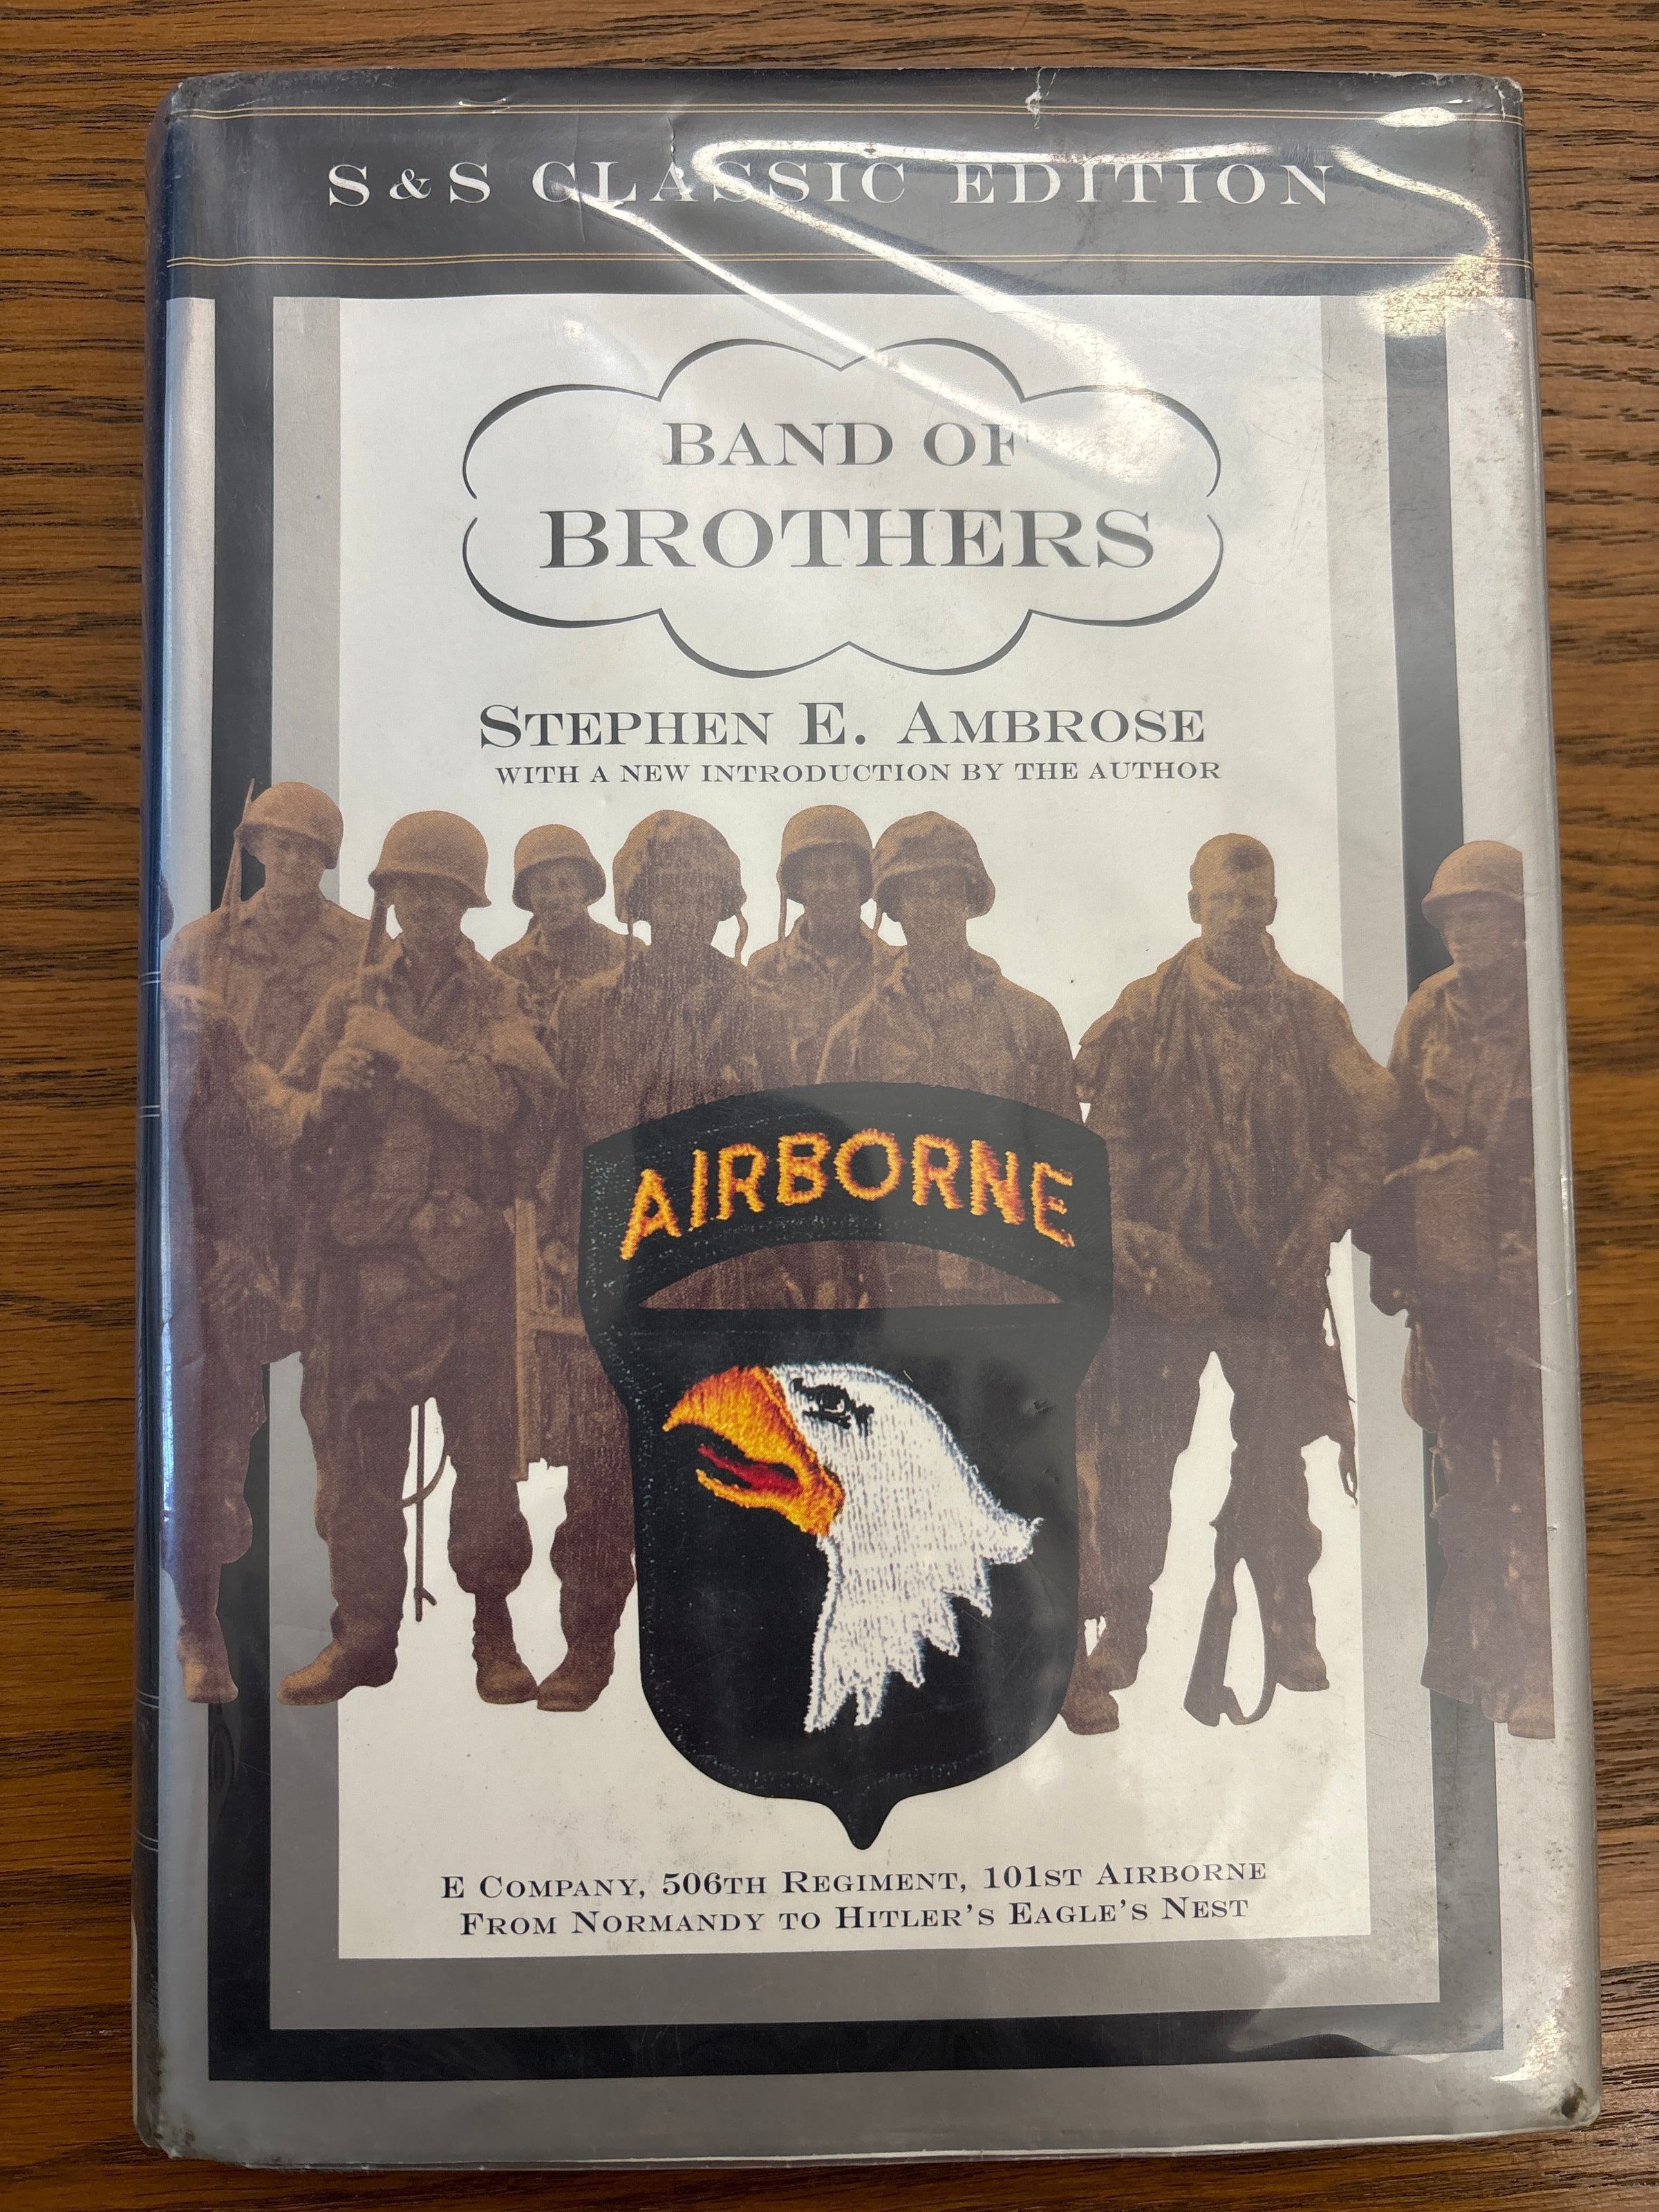 S & S CLASSIC EDITION
BAND OF
BROTHERS
STEPHEN E. AMBROSE
WITH A NEW INTRODUCTION BY THE AUTHOR
AIRBORNE
E COMPANY, 506TH REGIMENT, 101ST AIRBORNE
FROM NORMANDY TO HITLER'S EAGLE'S NEST